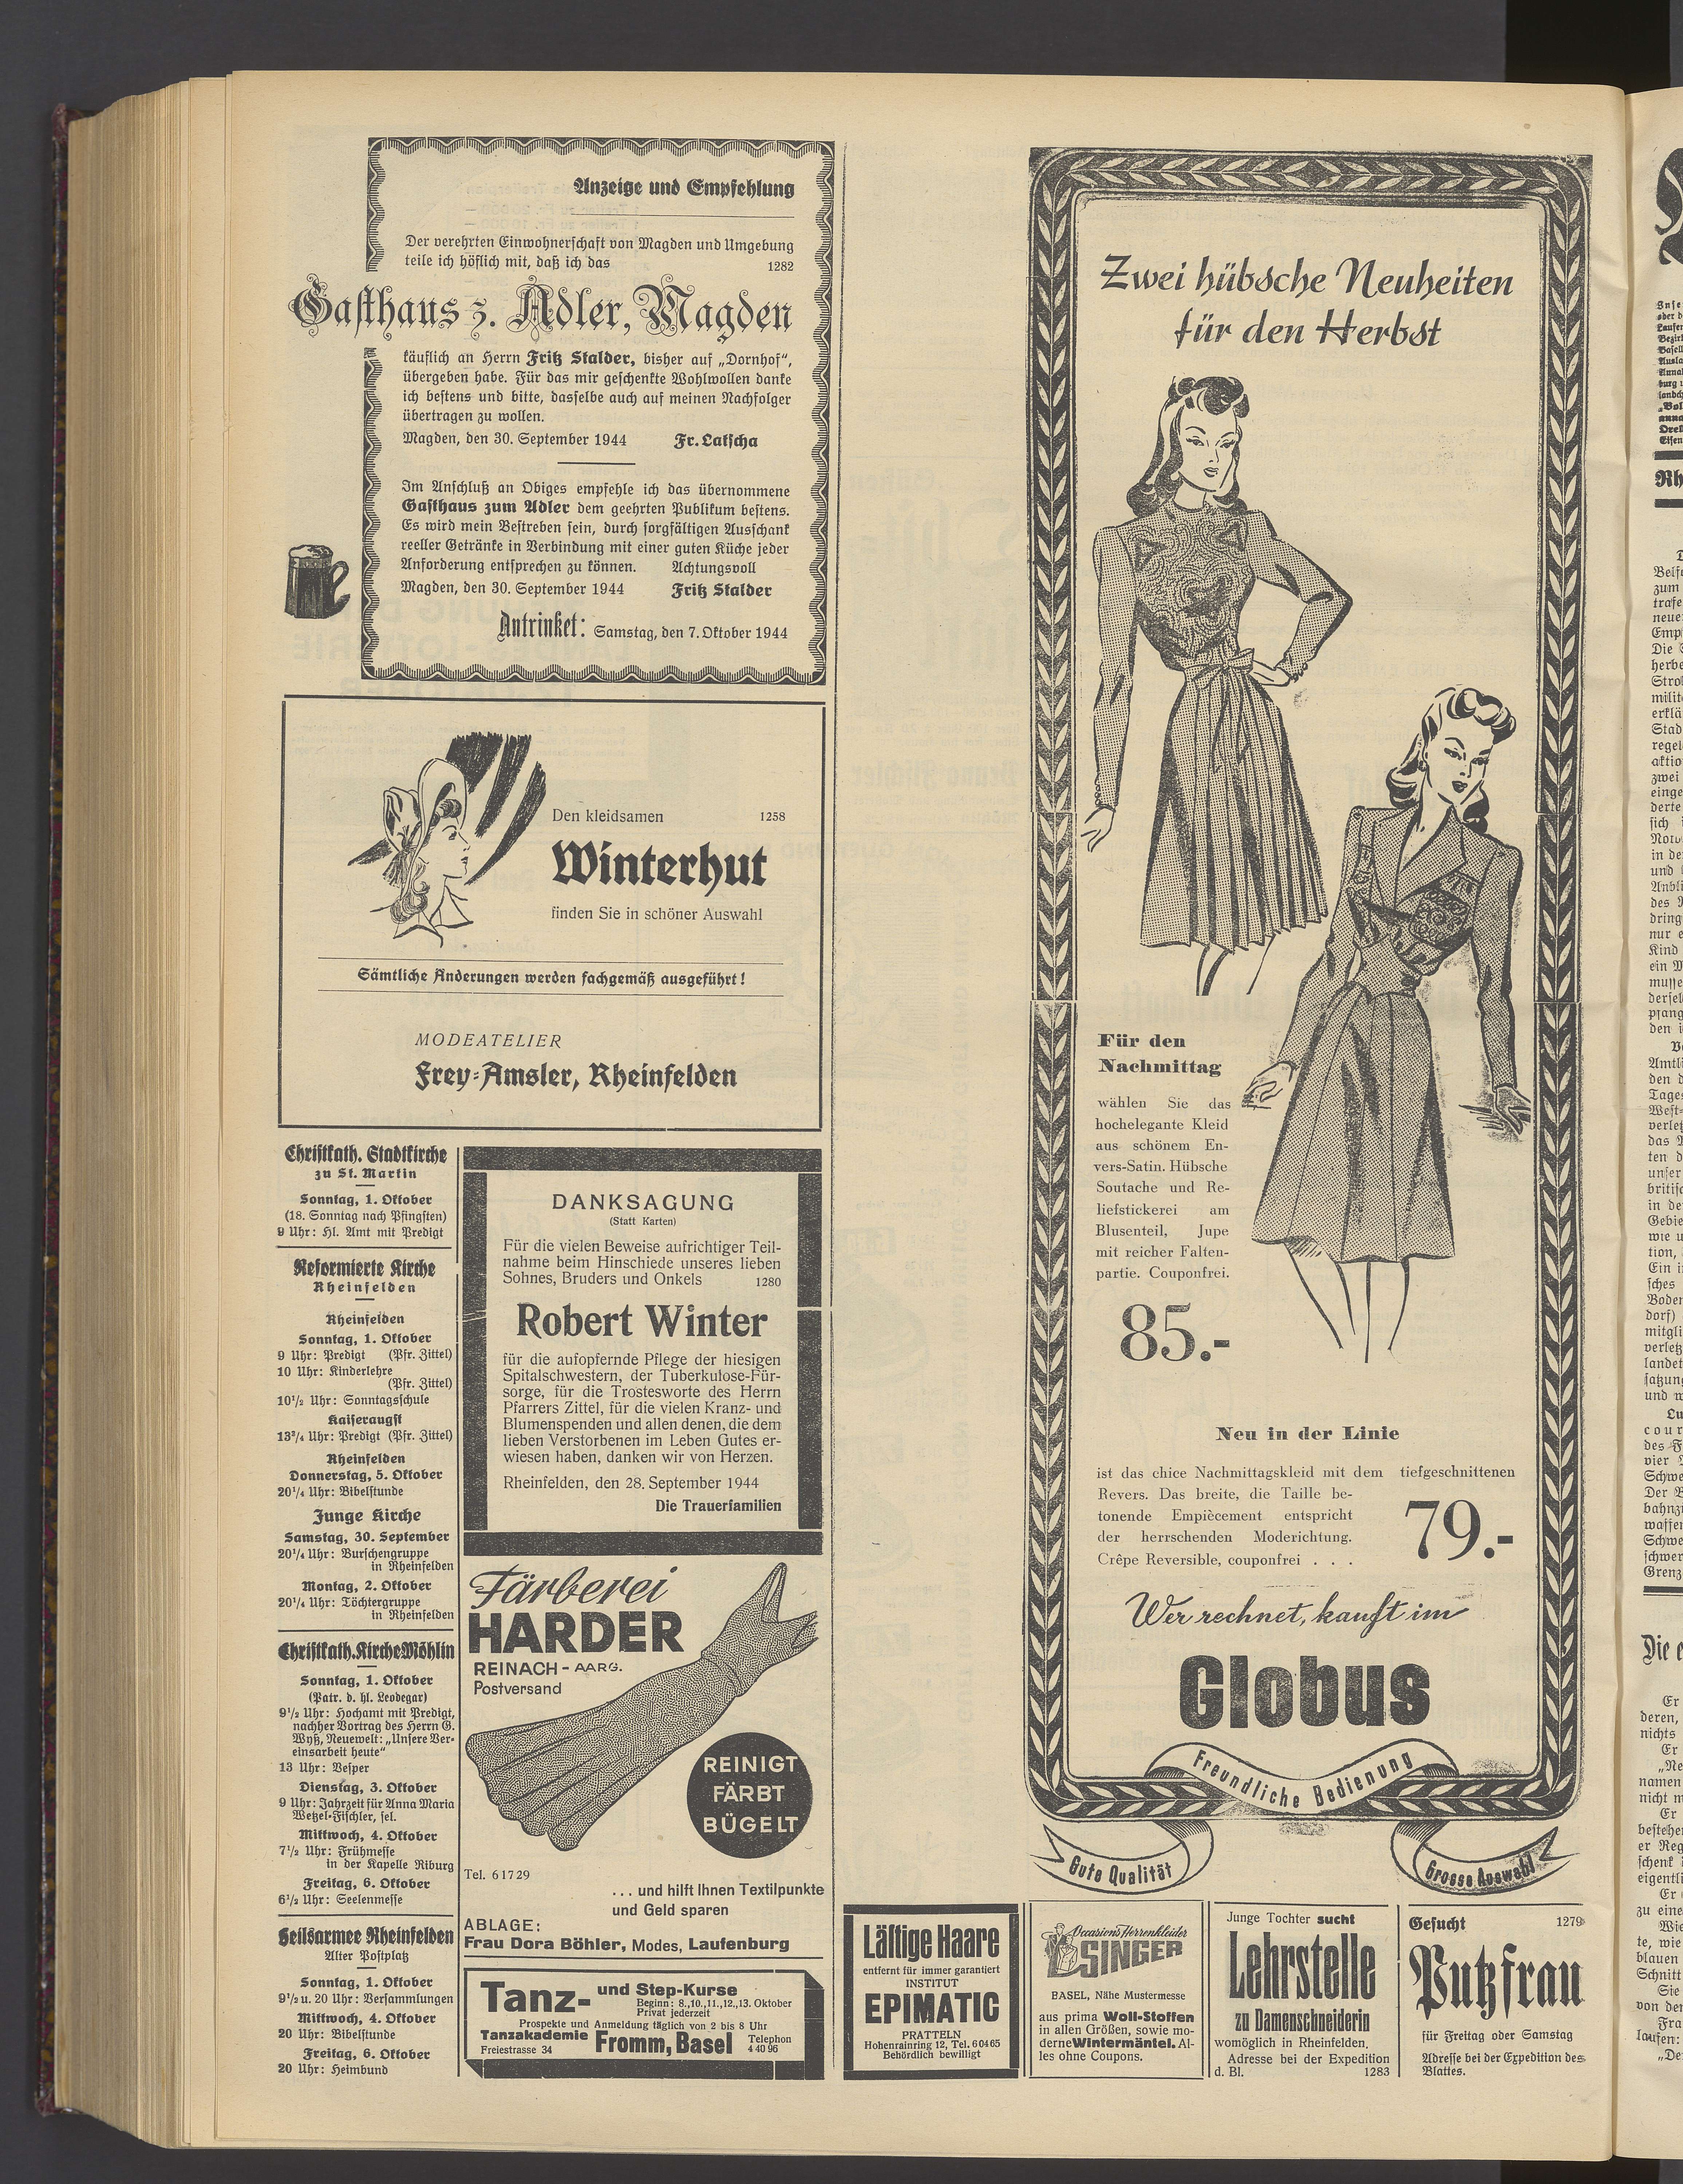 Anzeige und Empfehlung
Der verehrten Einwohnerschaft von Magden und Umgebung
teile ich höflich mit, daß ich das 1282
Gasthaus z. Adler, Magden
käuflich an Herrn Fritz Stalder, bisher auf „Dornhof“,
übergeben habe. Für das mir geschenkte Wohlwollen danke
ich bestens und bitte, dasselbe auch auf meinen Nachfolger
übertragen zu wollen.
Magden, den 30. September 1944 Fr. Latscha
Im Anschluß an Obiges empfehle ich das übernommene
Gasthaus zum Adler dem geehrten Publikum bestens.
Es wird mein Bestreben sein, durch sorgfältigen Ausschank
reeller Getränke in Verbindung mit einer guten Küche jeder
Anforderung entsprechen zu können. Achtungsvoll
Magden, den 30. September 1944 Fritz Stalder
Antrinket: Samstag, den 7. Oktober 1944
Den kleidsamen 1258
Winterhut
finden Sie in schöner Auswahl
Sämtliche Änderungen werden fachgemäß ausgeführt!
MODEATELIER
Frey-Amsler, Rheinfelden
Christkath. Stadtkirche
zu St. Martin
Sonntag, 1. Oktober
(18. Sonntag nach Pfingsten)
9 Uhr: Hl. Amt mit Predigt
Reformierte Kirche
Rheinfelden
Rheinfelden
Sonntag, 1. Oktober
9 Uhr: Predigt (Pfr. Zittel)
10 Uhr: Kinderlehre
(Pfr. Zittel)
10¹/₂ Uhr: Sonntagsschule
Kaiseraugst
13³/₄ Uhr: Predigt (Pfr. Zittel)
Rheinfelden
Donnerstag, 5. Oktober
20¹/₄ Uhr: Bibelstunde
Junge Kirche
Samstag, 30. September
20¹/₄ Uhr: Burschengruppe
in Rheinfelden
Montag, 2. Oktober
20¹/₄ Uhr: Töchtergruppe
in Rheinfelden
Christkath. Kirche Möhlin
Sonntag, 1. Oktober
(Patr. d. hl. Leodegar)
9¹/₂ Uhr: Hochamt mit Predigt,
nachher Vortrag des Herrn G.
Wyß, Neuewelt: „Unsere Ver-
einsarbeit heute“
13 Uhr: Vesper
Dienstag, 3. Oktober
9 Uhr: Jahrzeit für Anna Maria
Wetzel-Fischler, sel.
Mittwoch, 4. Oktober
7¹/₂ Uhr: Frühmesse
in der Kapelle Riburg
Freitag, 6. Oktober
6¹/₂ Uhr: Seelenmesse
Heilsarmee Rheinfelden
Alter Postplatz
Sonntag, 1. Oktober
9¹/₂ u. 20 Uhr: Versammlungen
Mittwoch, 4. Oktober
20 Uhr: Bibelstunde
Freitag, 6. Oktober
20 Uhr: Heimbund
DANKSAGUNG
(Statt Karten)
Für die vielen Beweise aufrichtiger Teil-
nahme beim Hinschiede unseres lieben
Sohnes, Bruders und Onkels 1280
Robert Winter
für die aufopfernde Pflege der hiesigen
Spitalschwestern, der Tuberkulose-Für-
sorge, für die Trostesworte des Herrn
Pfarrers Zittel, für die vielen Kranz- und
Blumenspenden und allen denen, die dem
lieben Verstorbenen im Leben Gutes er-
wiesen haben, danken wir von Herzen.
Rheinfelden, den 28. September 1944
Die Trauerfamilien
Färberei
HARDER
REINACH - AARG.
Postversand
REINIGT
FÄRBT
BÜGELT
Tel. 6 17 29
... und hilft Ihnen Textilpunkte
und Geld sparen
ABLAGE:
Frau Dora Böhler, Modes, Laufenburg
Tanz- und Step-Kurse
Beginn: 8.,10.,11.,12.,13. Oktober
Privat jederzeit
Prospekte und Anmeldung täglich von 2 bis 8 Uhr
Tanzakademie Fromm, Basel Telephon
Freiestrasse 34 4 40 96
Lästige Haare
entfernt für immer garantiert
INSTITUT
EPIMATIC
PRATTELN
Hohenrainring 12, Tel. 6 04 65
Behördlich bewilligt
Zwei hübsche Neuheiten
für den Herbst
Für den
Nachmittag
wählen Sie das
hochelegante Kleid
aus schönem En-
vers-Satin. Hübsche
Soutache und Re-
liefstickerei am
Blusenteil, Jupe
mit reicher Falten-
partie. Couponfrei.
85.-
Neu in der Linie
ist das chice Nachmittagskleid mit dem tiefgeschnittenen
Revers. Das breite, die Taille be-
tonende Empiècement entspricht
der herrschenden Moderichtung.
Crêpe Reversible, couponfrei . . .
79.-
Wer rechnet, kauft im
Globus
Freundliche Bedienung
Gute Qualität
Grosse Auswahl
Occasions Herrenkleider
SINGER
BASEL, Nähe Mustermesse
aus prima Woll-Stoffen
in allen Größen, sowie mo-
derne Wintermäntel. Al-
les ohne Coupons.
Junge Tochter sucht
Lehrstelle
zu Damenschneiderin
womöglich in Rheinfelden.
Adresse bei der Expedition
d. Bl. 1283
Gesucht 1279
Putzfrau
für Freitag oder Samstag
Adresse bei der Expedition des
Blattes.